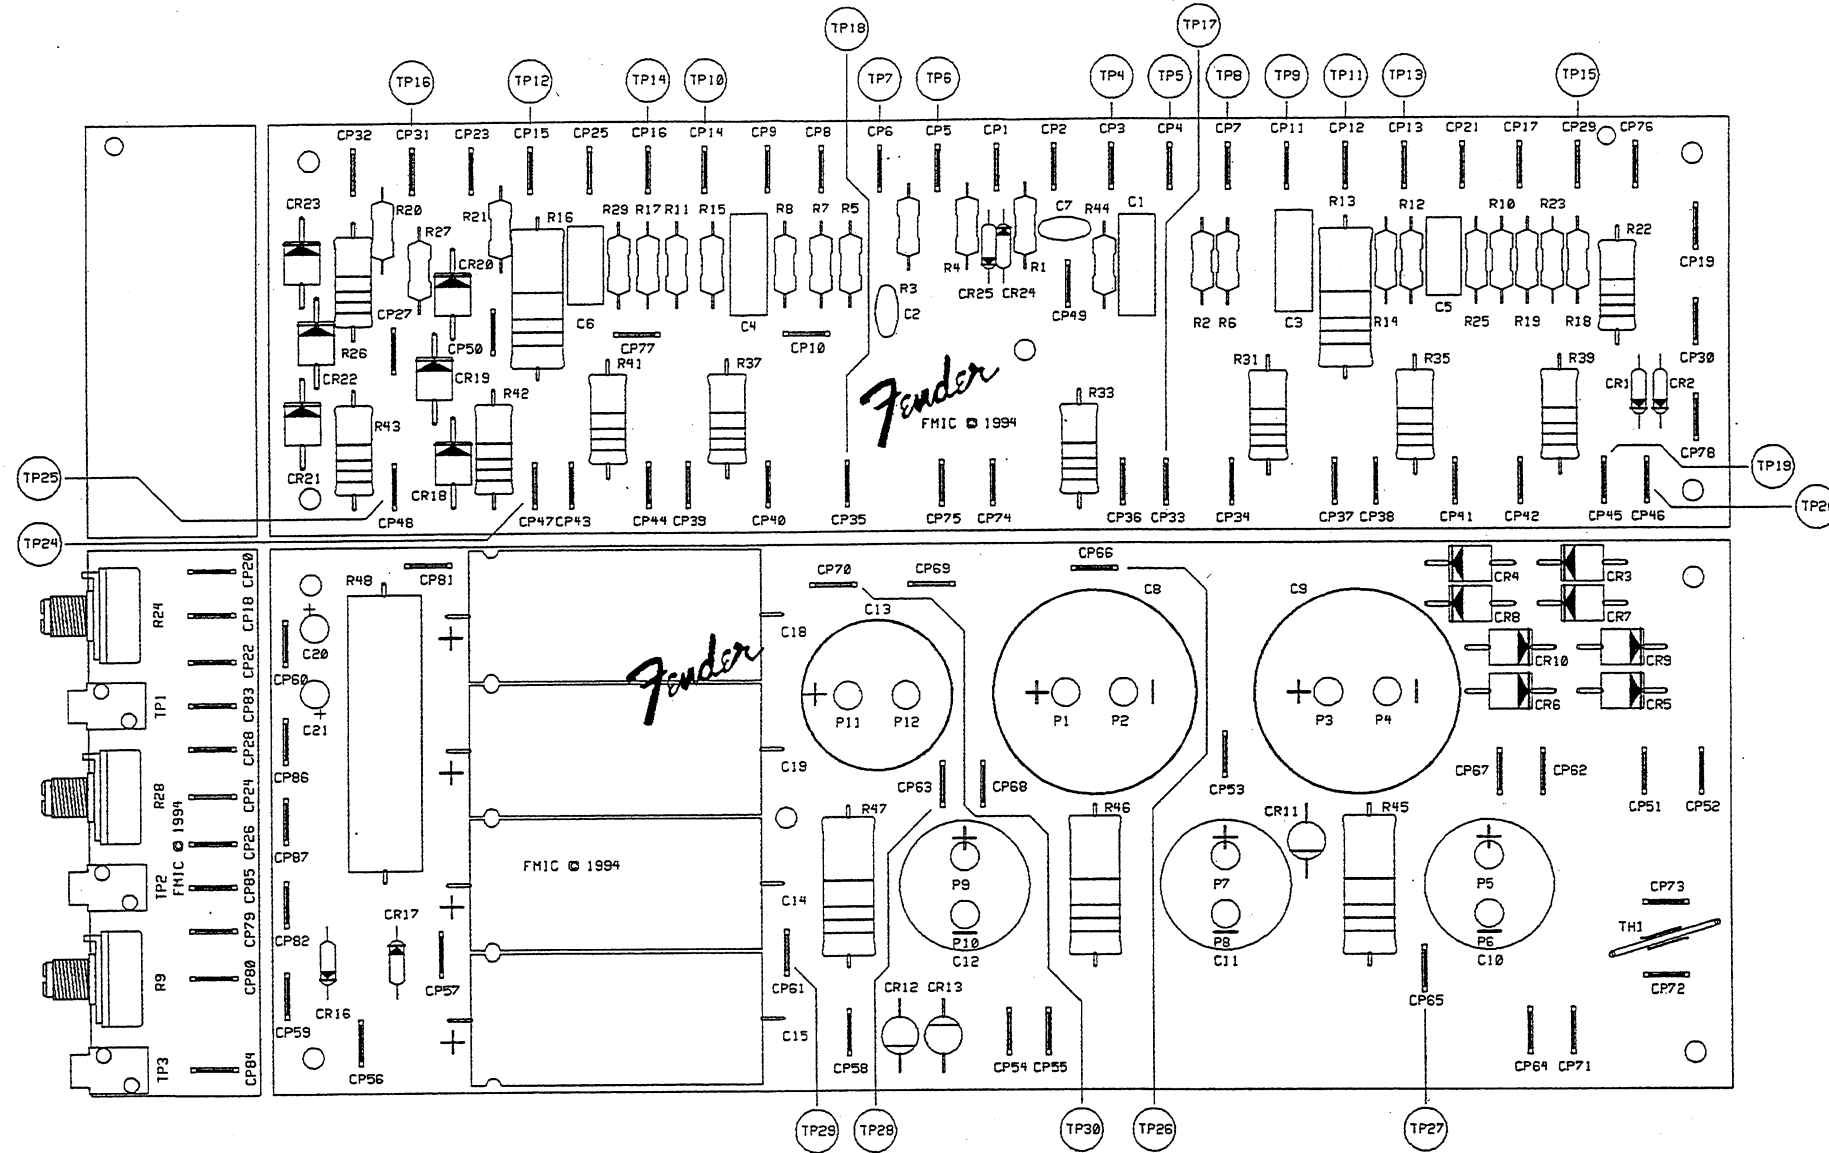 TP18 TP17
TP16 TP12 TP14 TP10 TP7 TP6 TP4 TP5 TP8 TP9 TP11 TP13 TP15
CP32 CP31 CP23 CP15 CP25 CP16 CP14 CP9 CP8 CP6 CP5 CP1 CP2 CP3 CP4 CP7 CP11 CP12 CP13 CP21 CP17 CP29 CP76
CR23 R20 R21 R16 R29 R17 R11 R15 R8 R7 R5 C7 R44 C1 R13 R12 R10 R23 R22
R27 CR20 R4 R1 CP19
CR25 CR24
CP27 R3 C2 CP49
C6 C4 R2 R6 C3 R14 C5 R25 R19 R18
R26 CP50 CP77 CP10 CP30
CR22 CR19 R41 R37 R31 R35 R39 CR1 CR2
R42 Fender R33
R43 FMIC © 1994
CP78
TP25 CR21 CR18 TP19
CP48 CP47 CP43 CP44 CP39 CP40 CP35 CP75 CP74 CP36 CP33 CP34 CP37 CP38 CP41 CP42 CP45 CP46
TP24
CP20 CP81 CP70 CP69 CP66 CR4 CR3
R24 CP18 R48 C13 C8 C9 CR8 CR7
+ C20 + C18
CP22 CP60 Fender CR10 CR9
TP1 CP83 + P11 P12 + P1 P2 - + P3 P4 - CR6 CR5
+ C21
CP28 CP86 + C19 CP67 CP62
R28 CP24 CP63 CP68 CP53 CP51 CP52
FMIC © 1994 R47 R46 CR11 R45
CP26 CP87 + + +
FMIC © 1994
TP2 CP85 + C14 P9 P7 P5 CP73
CP79 CP82 CR17 P10 P8 P6 TH1
C12 C11 C10
R9 CP80 CP57 CP61 CR12 CR13 CP65 CP72
CP59 CR16 + C15
TP3 CP84 CP56 CP58 CP54 CP55 CP64 CP71
TP29 TP28 TP30 TP26 TP27